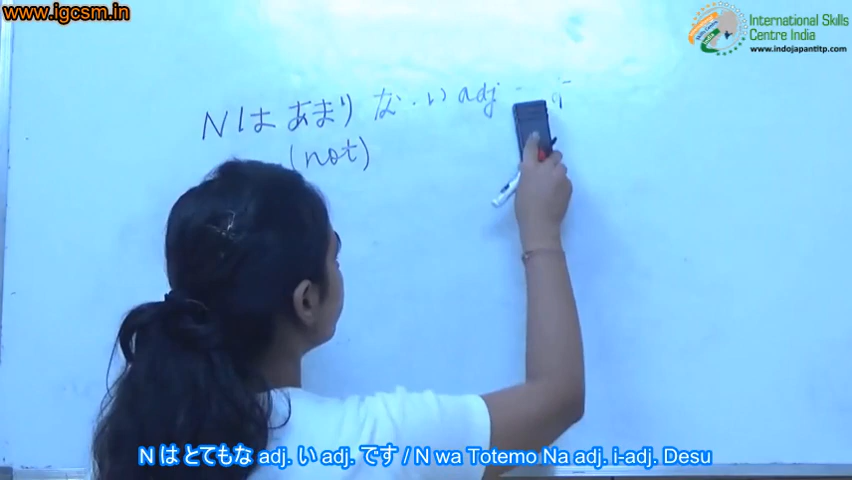 www.igcsm.in
International Skills
Centre India
www.indojapantitp.com
Nは あまり な.い adj
(not)
N は とてもな adj. い adj. です / N wa Totemo Na adj. i-adj. Desu